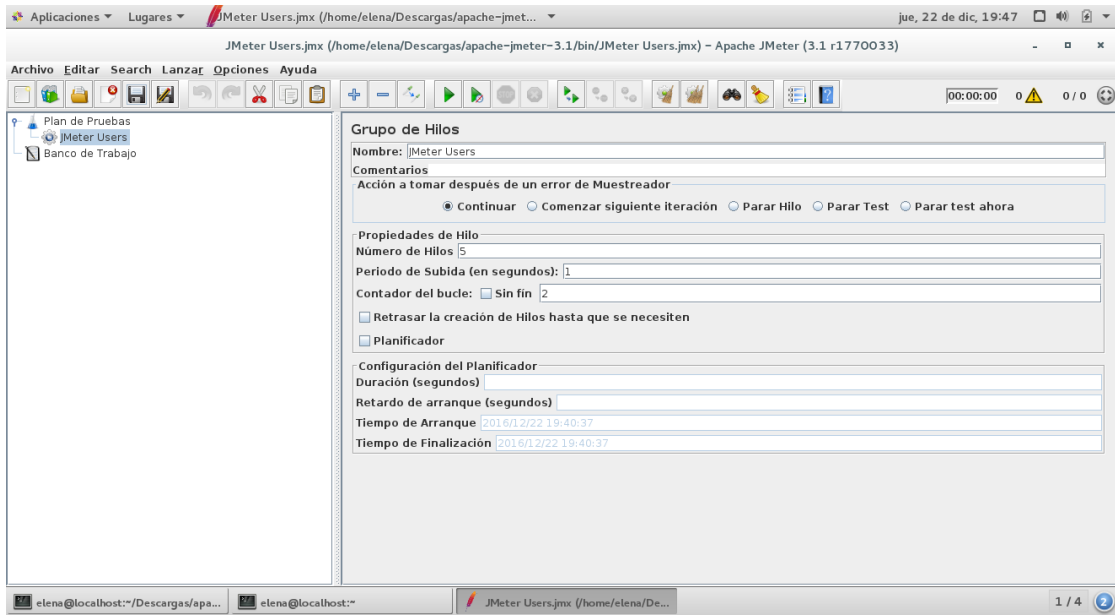 Aplicaciones Lugares JMeter Users.jmx (/home/elena/Descargas/apache-jmet... jue, 22 de dic, 19:47
JMeter Users.jmx (/home/elena/Descargas/apache-jmeter-3.1/bin/JMeter Users.jmx) – Apache JMeter (3.1 r1770033)
Archivo Editar Search Lanzar Opciones Ayuda
00:00:00 0 0 / 0
Plan de Pruebas
JMeter Users
Banco de Trabajo
Grupo de Hilos
Nombre: JMeter Users
Comentarios
Acción a tomar después de un error de Muestreador
Continuar Comenzar siguiente iteración Parar Hilo Parar Test Parar test ahora
Propiedades de Hilo
Número de Hilos 5
Periodo de Subida (en segundos): 1
Contador del bucle: Sin fín 2
Retrasar la creación de Hilos hasta que se necesiten
Planificador
Configuración del Planificador
Duración (segundos)
Retardo de arranque (segundos)
Tiempo de Arranque 2016/12/22 19:40:37
Tiempo de Finalización 2016/12/22 19:40:37
elena@localhost:~/Descargas/apa... elena@localhost:~ JMeter Users.jmx (/home/elena/De... 1 / 4 2